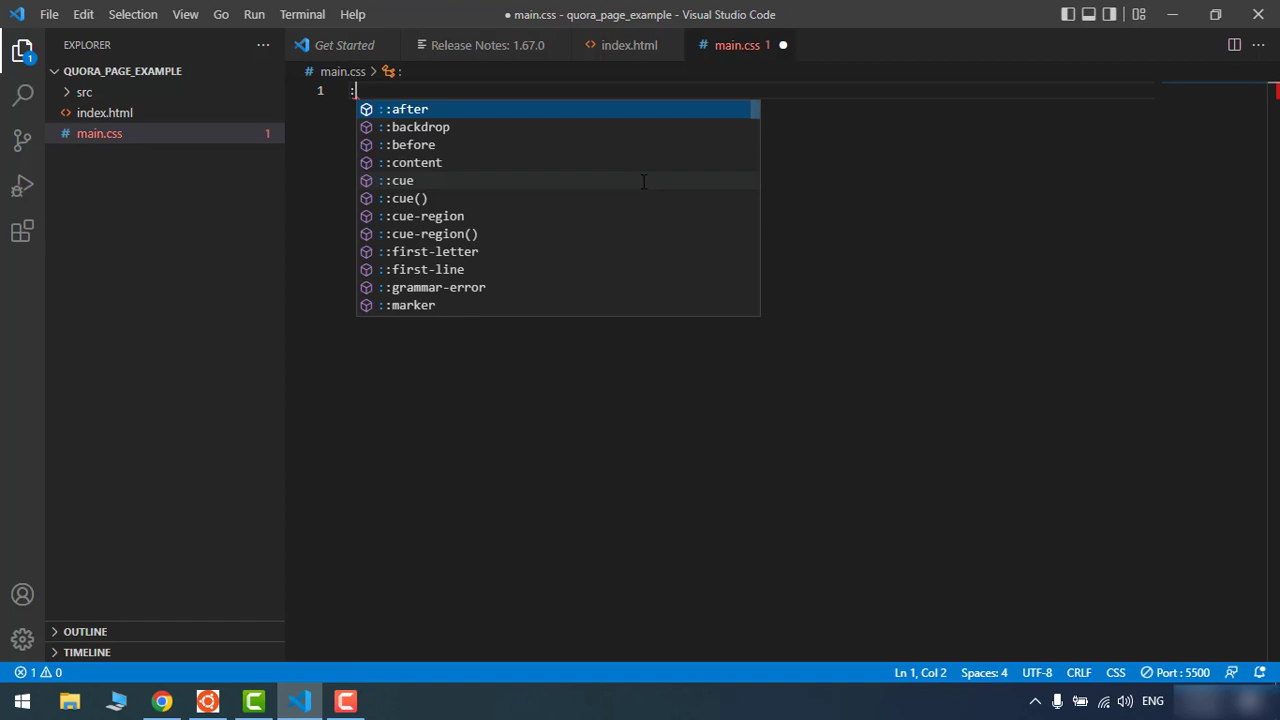 File Edit Selection View Go Run Terminal Help
● main.css - quora_page_example - Visual Studio Code
EXPLORER
Get Started
Release Notes: 1.67.0
index.html
main.css 1
QUORA_PAGE_EXAMPLE
main.css > :
src
index.html
main.css 1
1 :
::after
::backdrop
::before
::content
::cue
::cue()
::cue-region
::cue-region()
::first-letter
::first-line
::grammar-error
::marker
1
OUTLINE
TIMELINE
1 0
Ln 1, Col 2 Spaces: 4 UTF-8 CRLF CSS Port : 5500
ENG